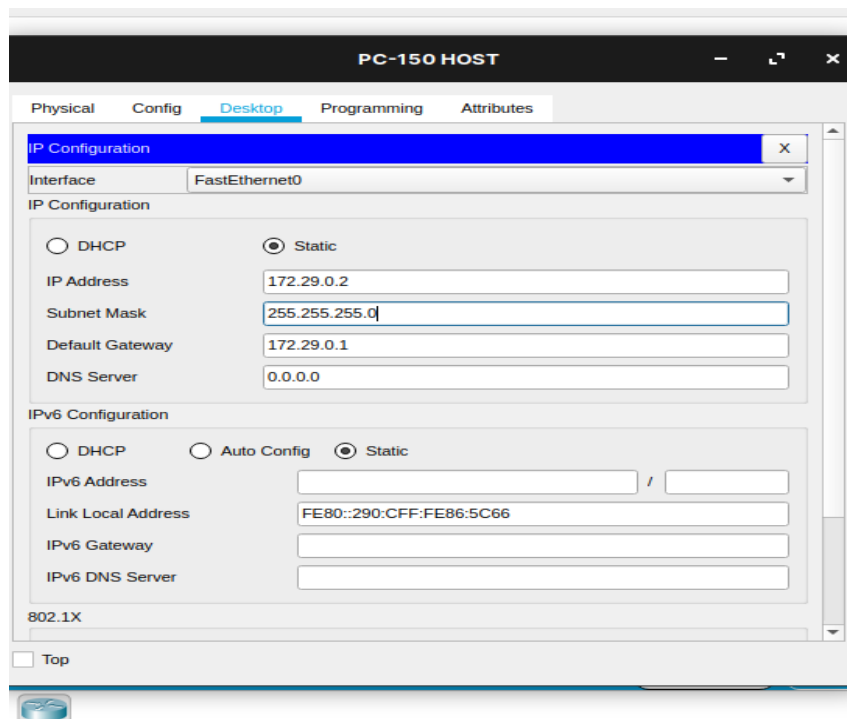 PC-150 HOST
Physical Config Desktop Programming Attributes
IP Configuration X
Interface FastEthernet0
IP Configuration
DHCP Static
IP Address 172.29.0.2
Subnet Mask 255.255.255.0
Default Gateway 172.29.0.1
DNS Server 0.0.0.0
IPv6 Configuration
DHCP Auto Config Static
IPv6 Address /
Link Local Address FE80::290:CFF:FE86:5C66
IPv6 Gateway
IPv6 DNS Server
802.1X
Top